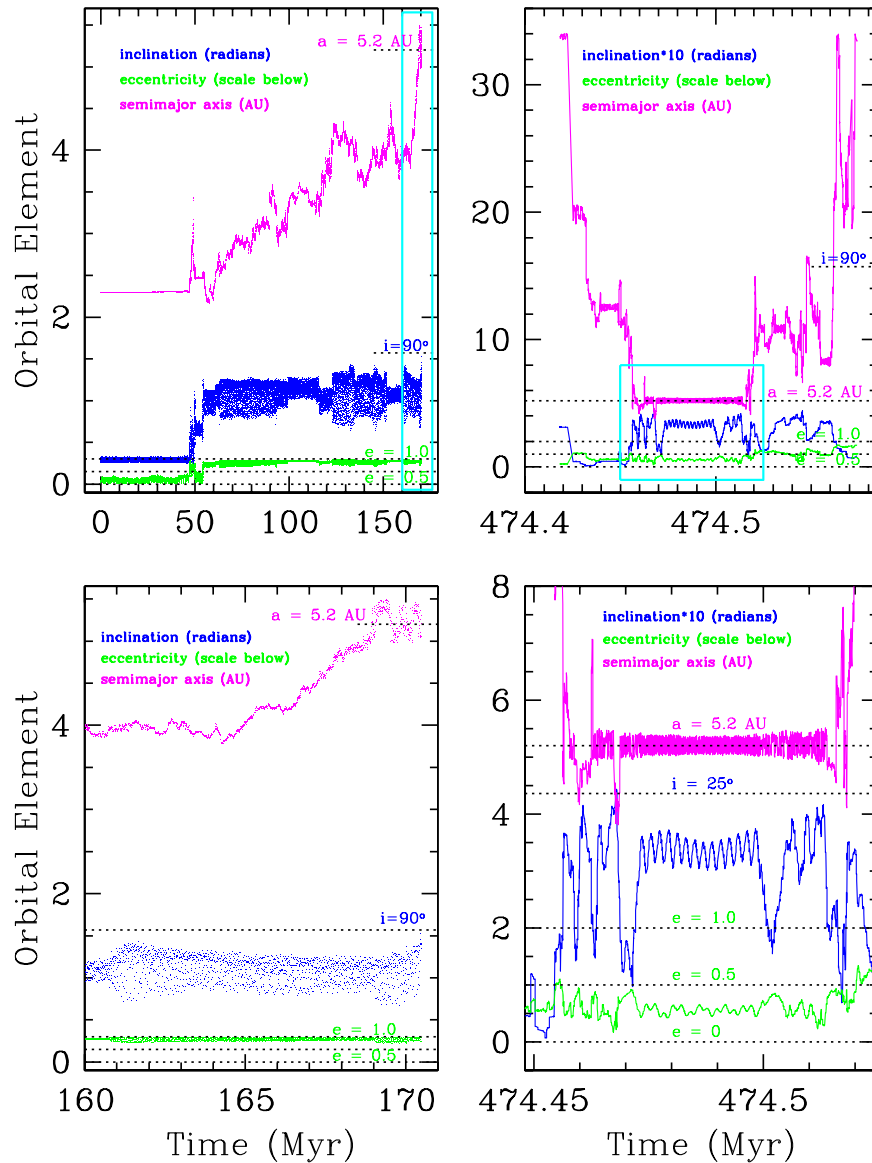 a = 5.2 AU
inclination (radians)
eccentricity (scale below)
semimajor axis (AU)
i=90°
e = 1.0
e = 0.5
Orbital Element
4
2
0
0
50
100
150
inclination*10 (radians)
eccentricity (scale below)
semimajor axis (AU)
i=90°
a = 5.2 AU
e = 1.0
e = 0.5
30
20
10
0
474.4
474.5
a = 5.2 AU
inclination (radians)
eccentricity (scale below)
semimajor axis (AU)
i=90°
e = 1.0
e = 0.5
Orbital Element
4
2
0
160
165
170
Time (Myr)
inclination*10 (radians)
eccentricity (scale below)
semimajor axis (AU)
a = 5.2 AU
i = 25°
e = 1.0
e = 0.5
e = 0
8
6
4
2
0
474.45
474.5
Time (Myr)